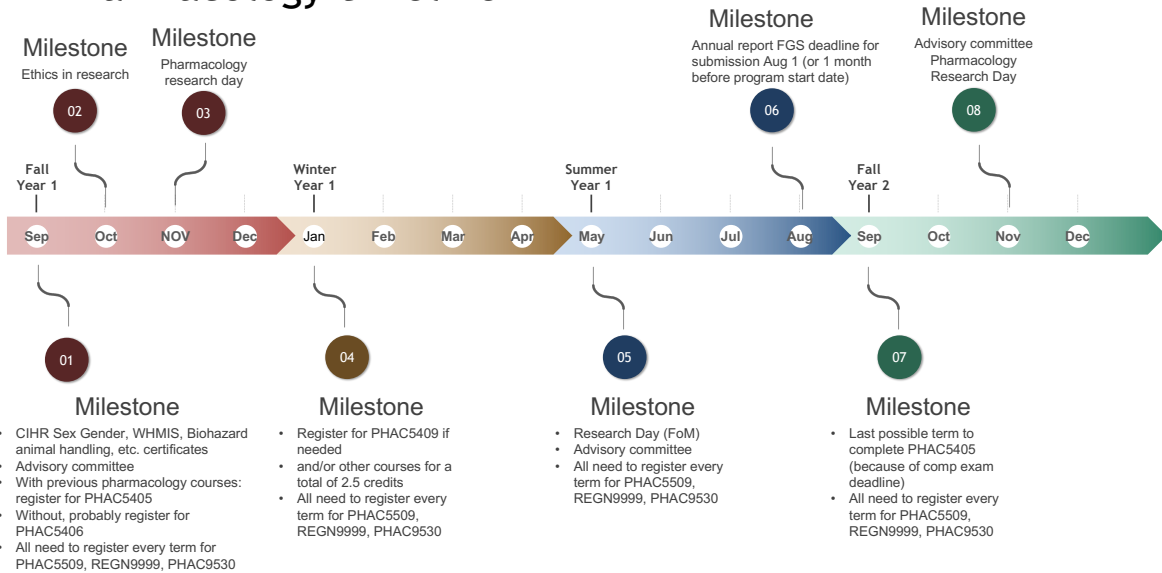 Milestone
Ethics in research
02
Milestone
Pharmacology
research day
03
Milestone
Annual report FGS deadline for
submission Aug 1 (or 1 month
before program start date)
06
Milestone
Advisory committee
Pharmacology
Research Day
08
Fall
Year 1
Winter
Year 1
Summer
Year 1
Fall
Year 2
Sep Oct NOV Dec Jan Feb Mar Apr May Jun Jul Aug Sep Oct Nov Dec
01
Milestone
• CIHR Sex Gender, WHMIS, Biohazard
animal handling, etc. certificates
• Advisory committee
• With previous pharmacology courses:
register for PHAC5405
• Without, probably register for
PHAC5406
• All need to register every term for
PHAC5509, REGN9999, PHAC9530
04
Milestone
• Register for PHAC5409 if
needed
• and/or other courses for a
total of 2.5 credits
• All need to register every
term for PHAC5509,
REGN9999, PHAC9530
05
Milestone
• Research Day (FoM)
• Advisory committee
• All need to register every
term for PHAC5509,
REGN9999, PHAC9530
07
Milestone
• Last possible term to
complete PHAC5405
(because of comp exam
deadline)
• All need to register every
term for PHAC5509,
REGN9999, PHAC9530